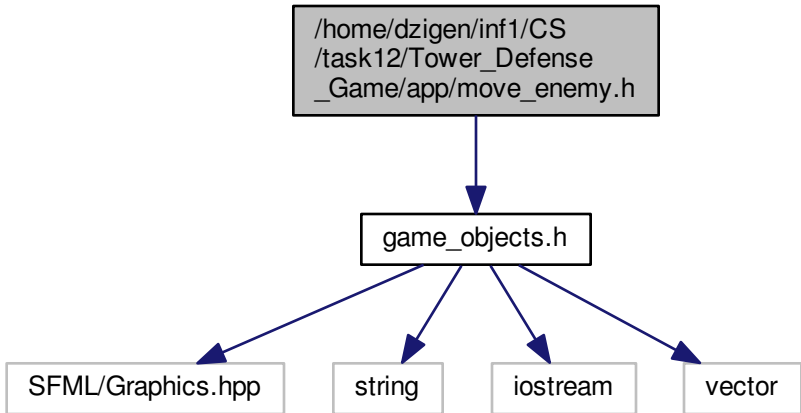 /home/dzigen/inf1/CS
/task12/Tower_Defense
_Game/app/move_enemy.h
game_objects.h
SFML/Graphics.hpp
string
iostream
vector